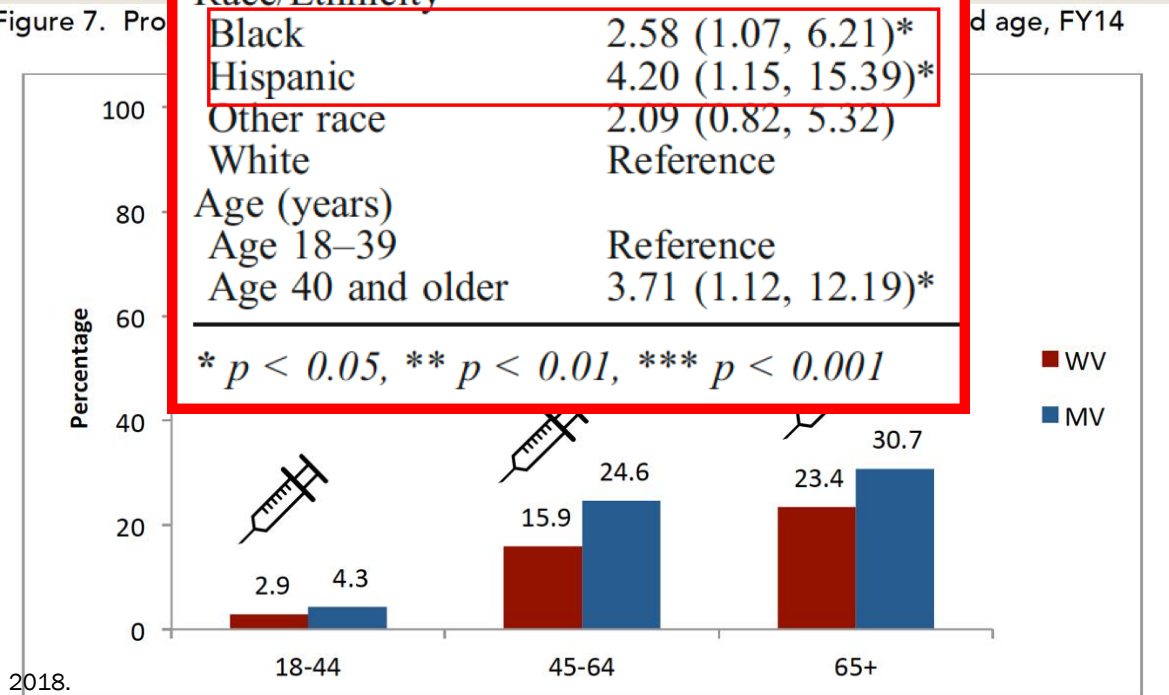 Figure 7. Pro
d age, FY14
Race/Ethnicity
Black 2.58 (1.07, 6.21)*
Hispanic 4.20 (1.15, 15.39)*
Other race 2.09 (0.82, 5.32)
White Reference
Age (years)
Age 18–39 Reference
Age 40 and older 3.71 (1.12, 12.19)*
* p < 0.05, ** p < 0.01, *** p < 0.001
Percentage
100
80
60
40
20
0
WV
MV
2.9 4.3
15.9 24.6
23.4 30.7
18-44 45-64 65+
2018.